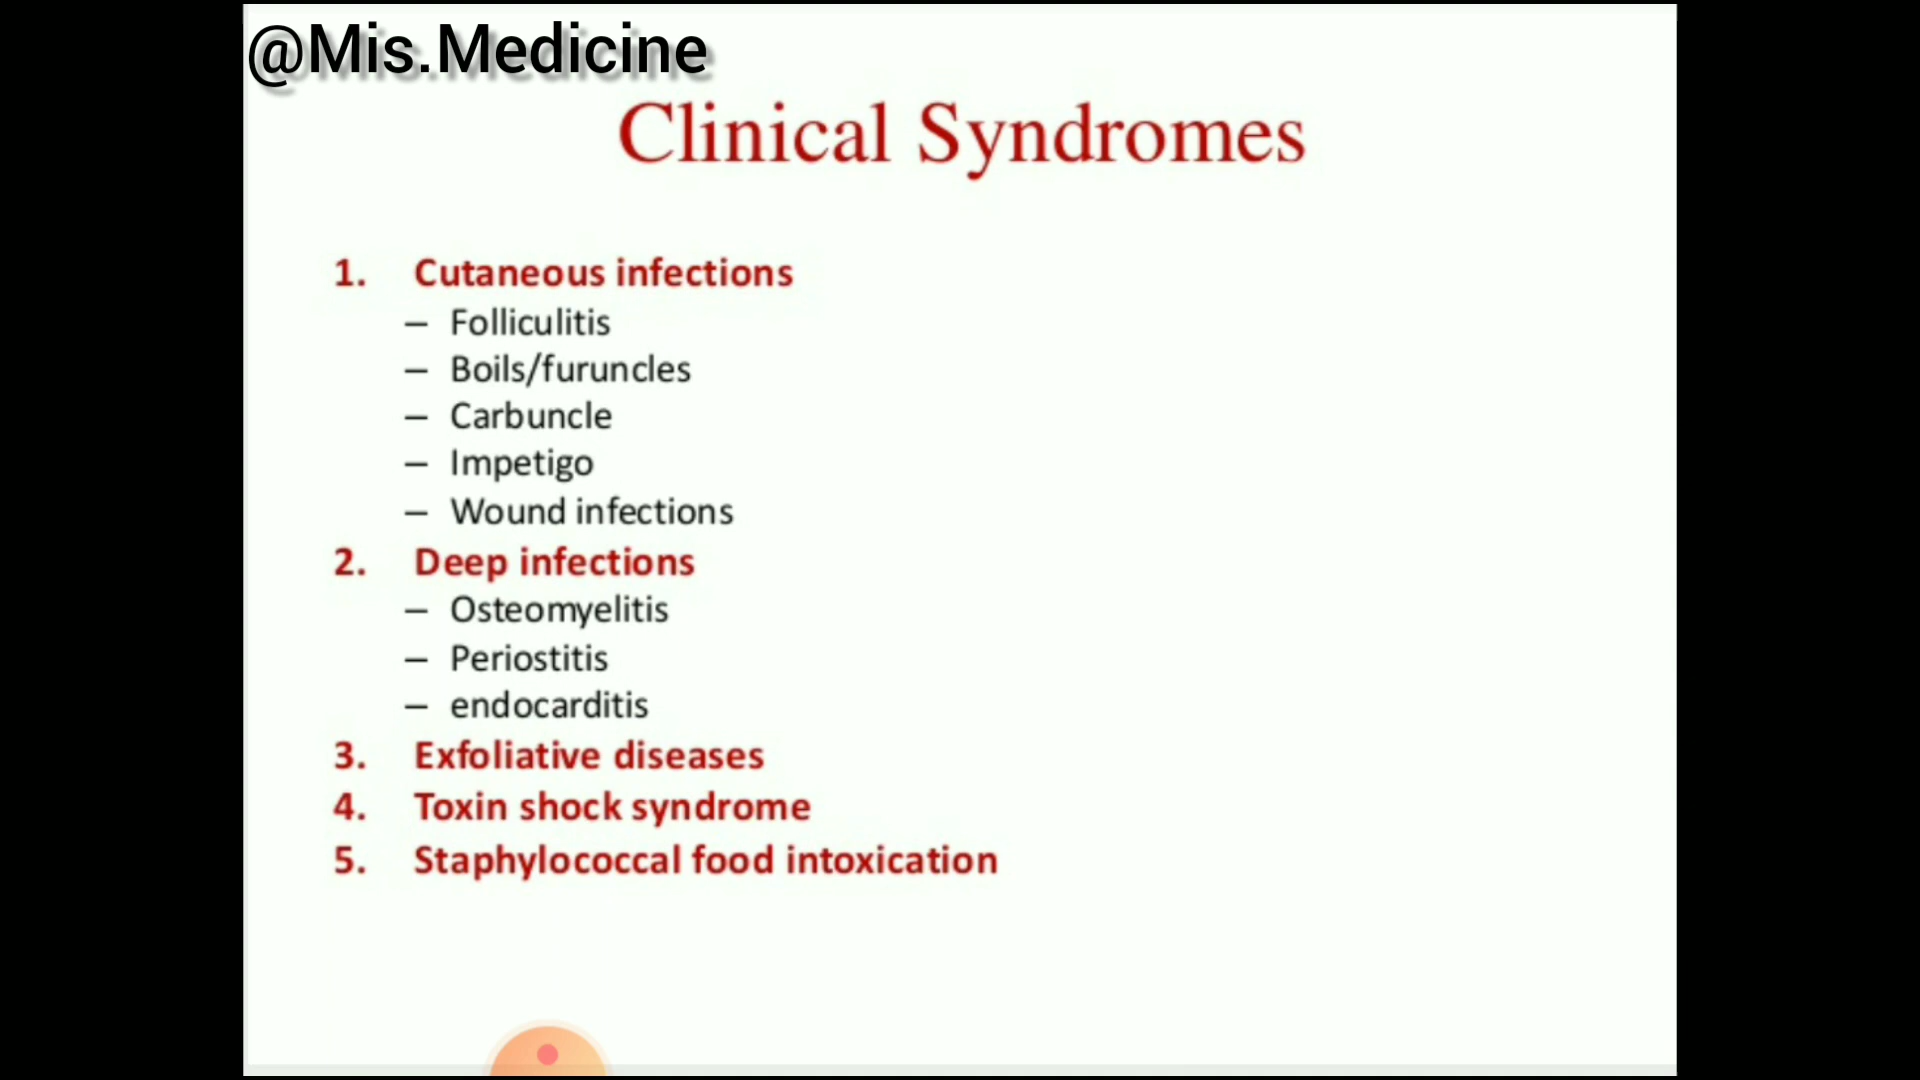 @Mis.Medicine
Clinical Syndromes
1. Cutaneous infections
– Folliculitis
– Boils/furuncles
– Carbuncle
– Impetigo
– Wound infections
2. Deep infections
– Osteomyelitis
– Periostitis
– endocarditis
3. Exfoliative diseases
4. Toxin shock syndrome
5. Staphylococcal food intoxication